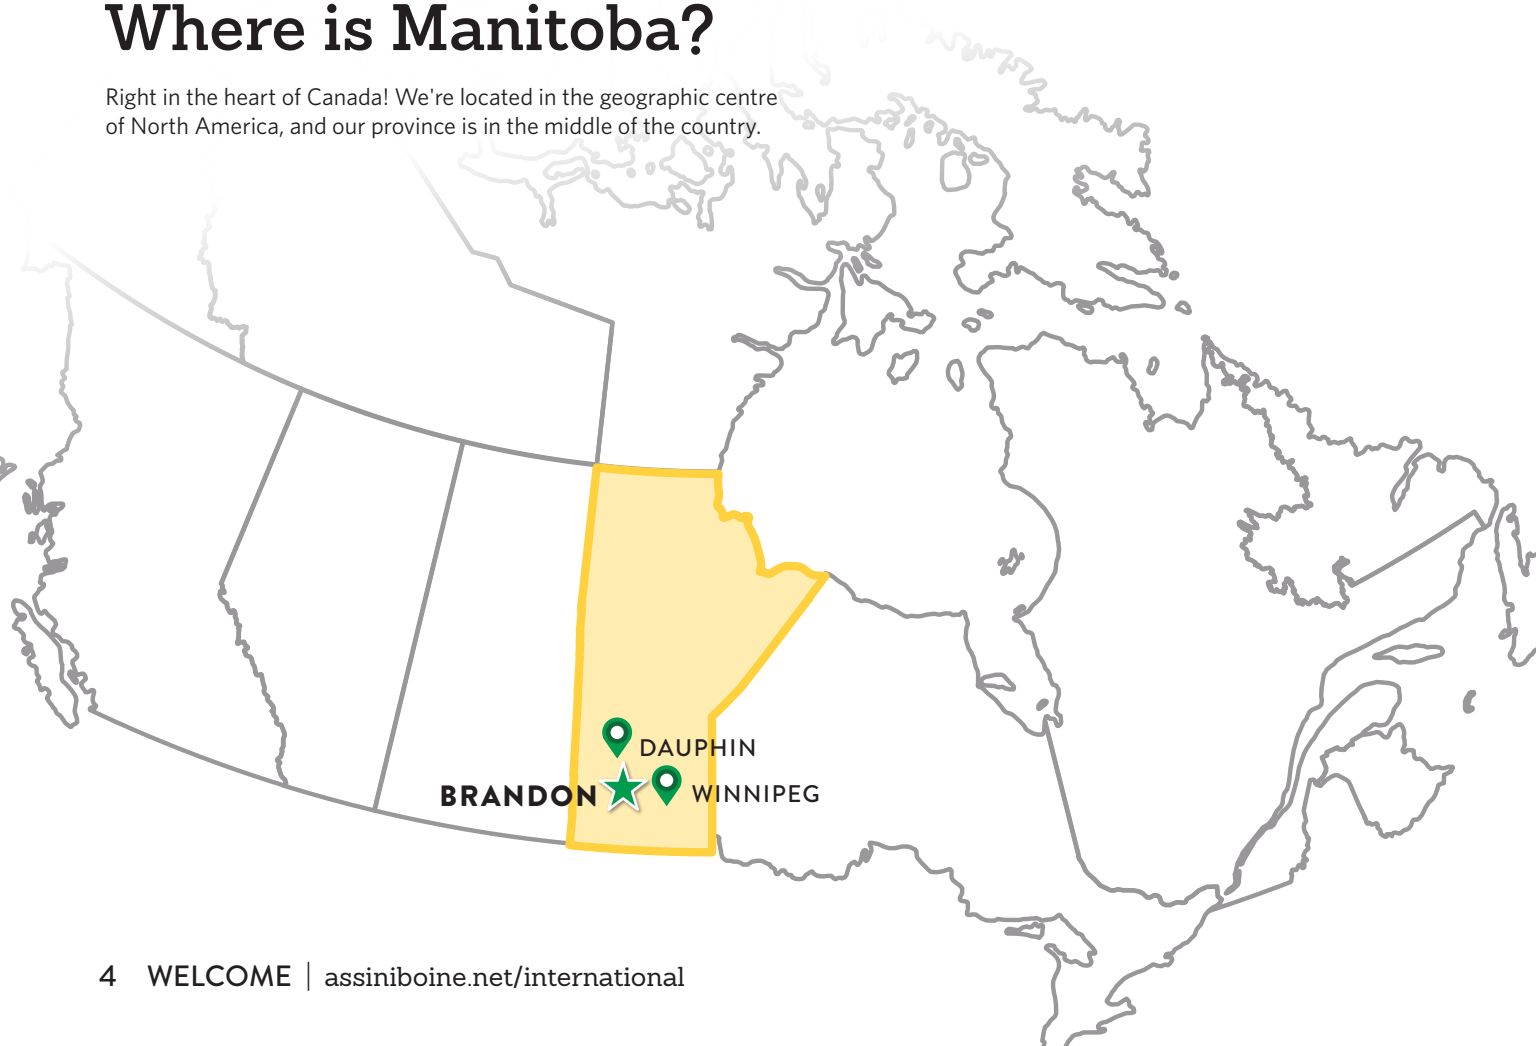 Where is Manitoba?
Right in the heart of Canada! We're located in the geographic centre
of North America, and our province is in the middle of the country.
DAUPHIN
BRANDON
WINNIPEG
4 WELCOME | assiniboine.net/international